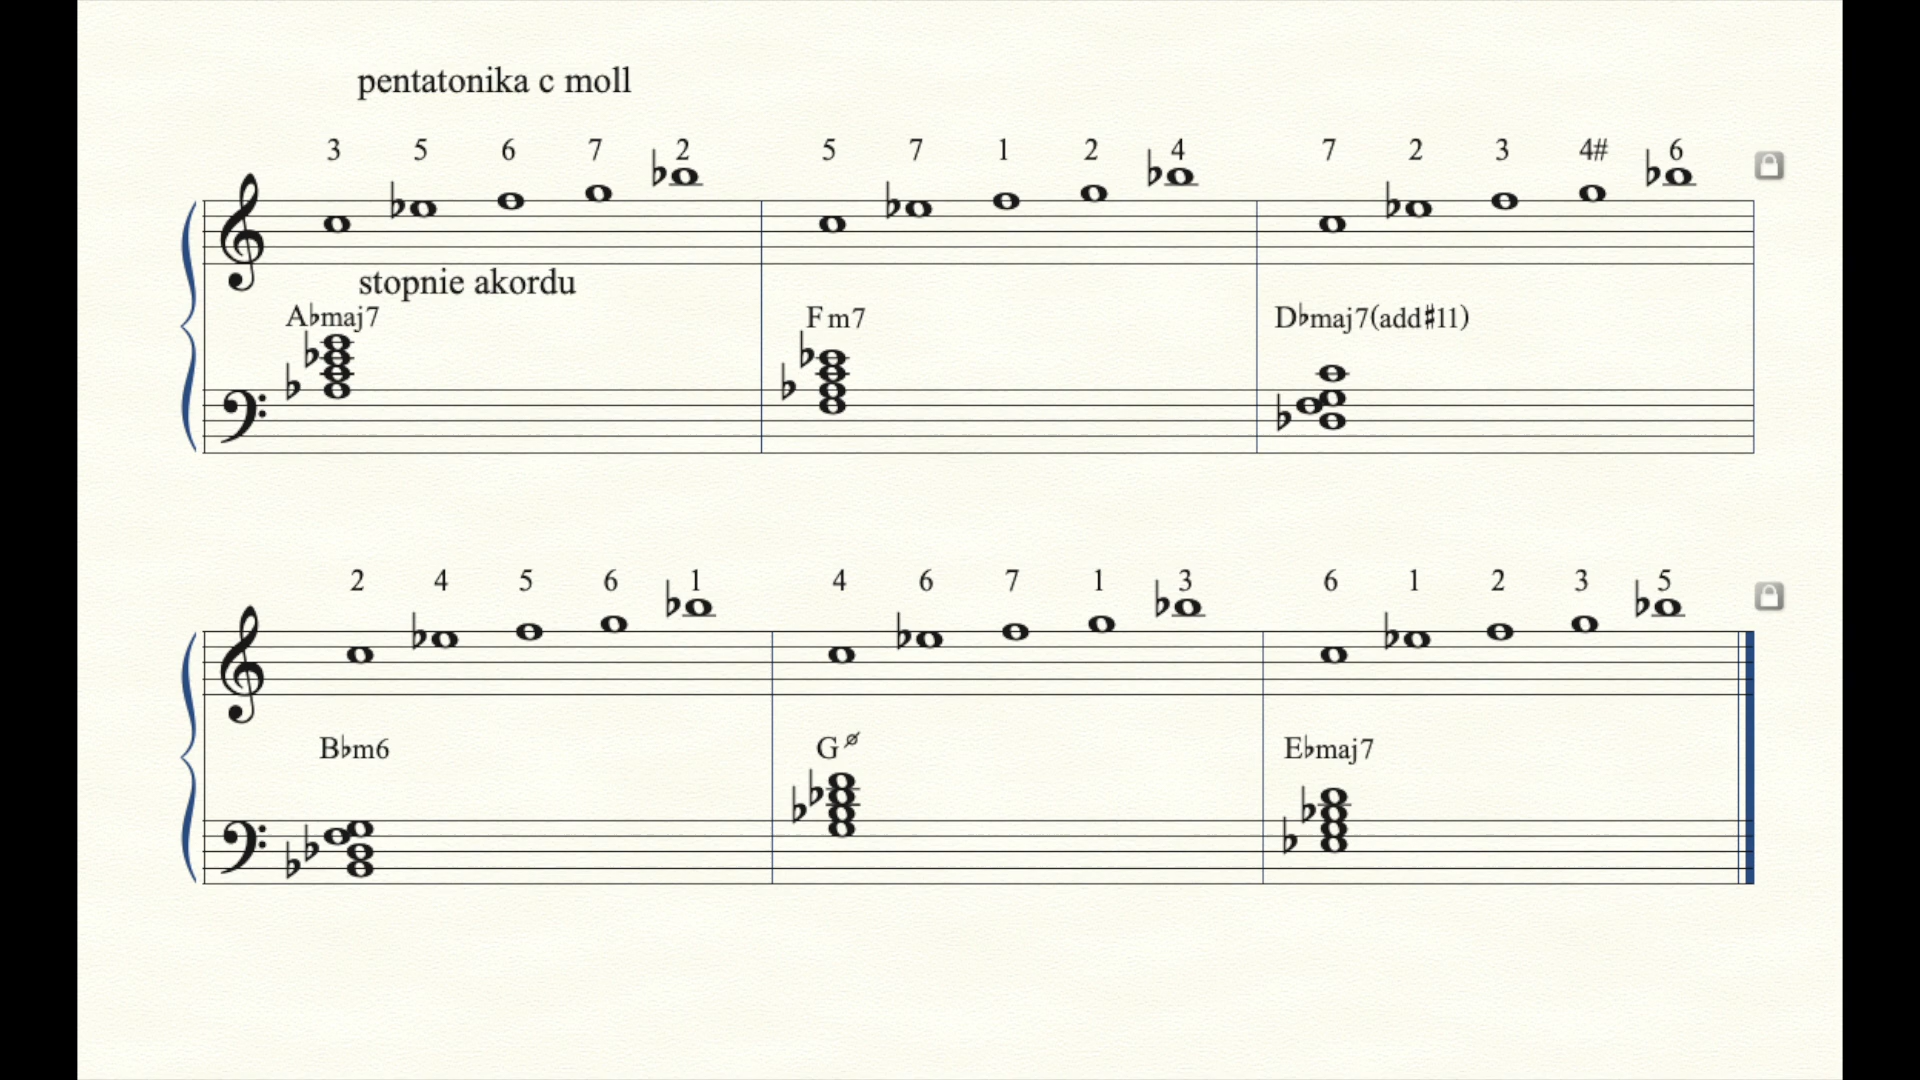 pentatonika c moll
3 5 6 7 2 5 7 1 2 4 7 2 3 4# 6
stopnie akordu
A♭maj7 Fm7 D♭maj7(add♯11)
2 4 5 6 1 4 6 7 1 3 6 1 2 3 5
B♭m6 Gø E♭maj7